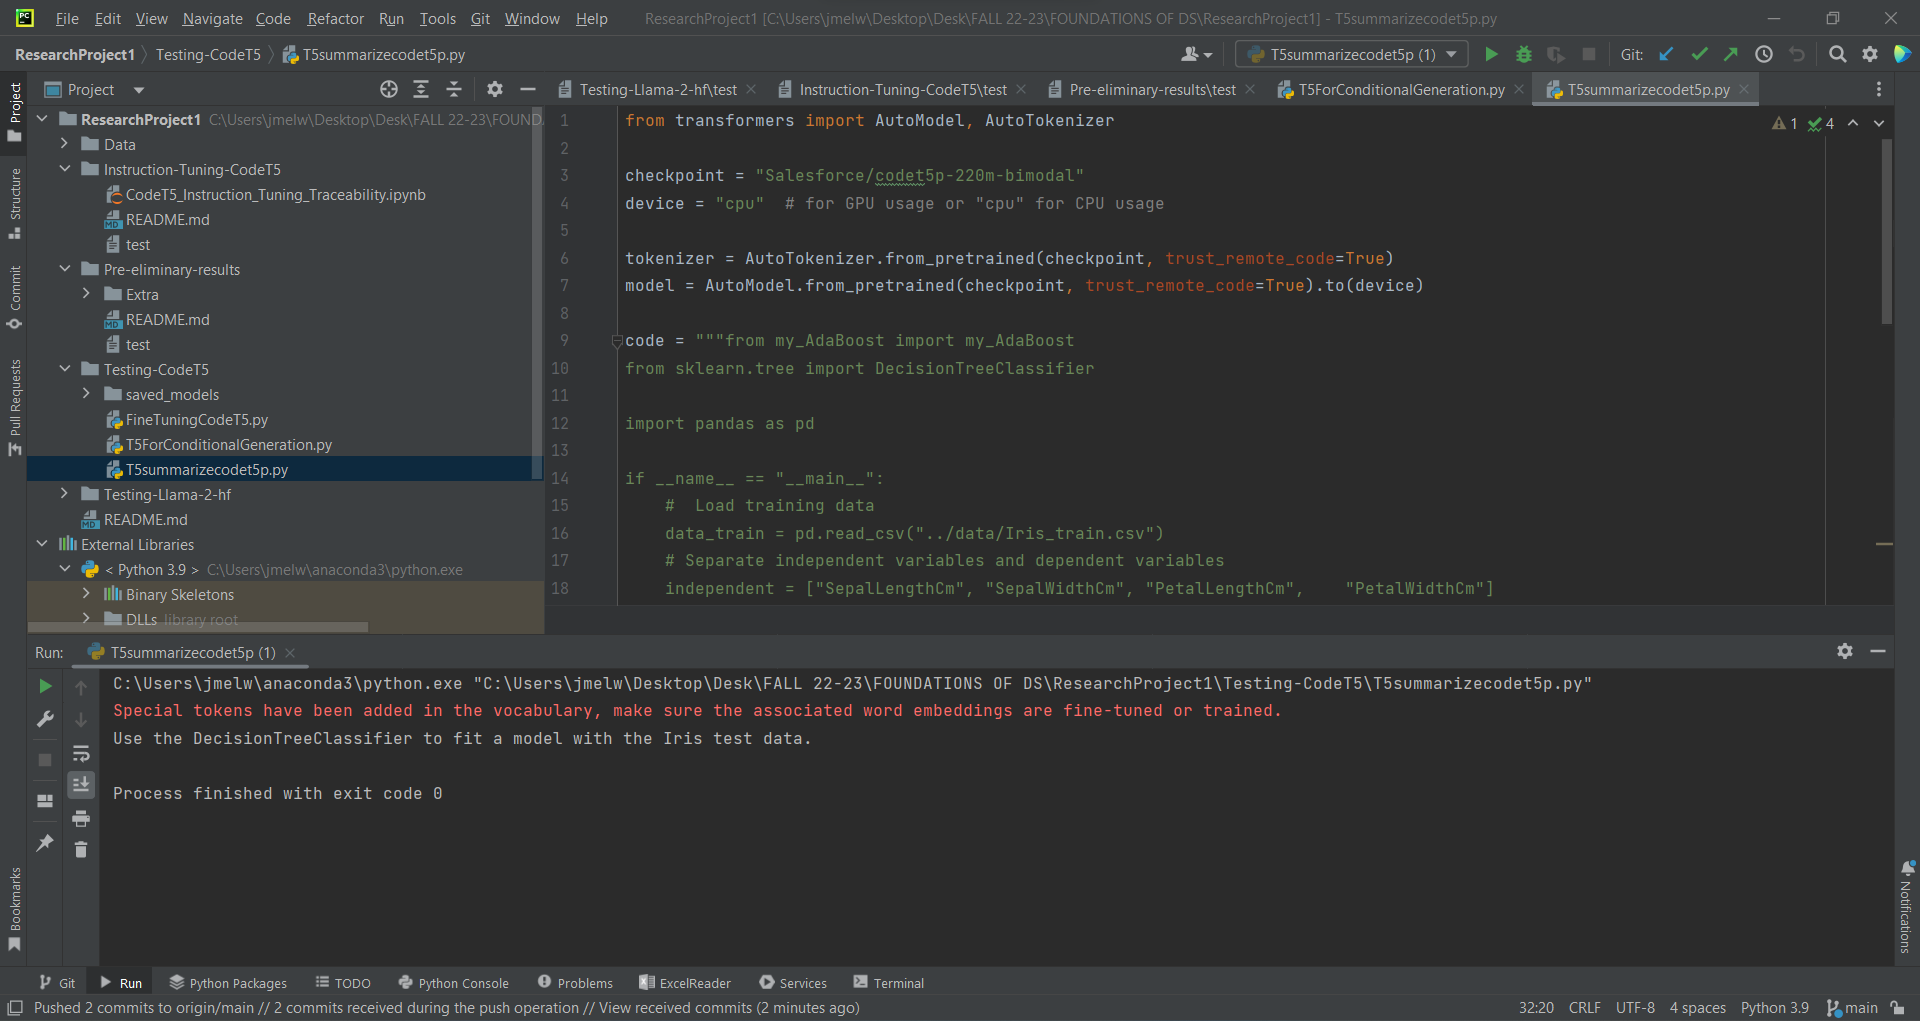 PC
File Edit View Navigate Code Refactor Run Tools Git Window Help ResearchProject1 [C:\Users\jmelw\Desktop\Desk\FALL 22-23\FOUNDATIONS OF DS\ResearchProject1] - T5summarizecodet5p.py
ResearchProject1 Testing-CodeT5 T5summarizecodet5p.py T5summarizecodet5p (1) Git:
Project
Structure
Commit
Pull Requests
Bookmarks
Project
ResearchProject1 C:\Users\jmelw\Desktop\Desk\FALL 22-23\FOUND
Data
Instruction-Tuning-CodeT5
CodeT5_Instruction_Tuning_Traceability.ipynb
MD README.md
test
Pre-eliminary-results
Extra
MD README.md
test
Testing-CodeT5
saved_models
FineTuningCodeT5.py
T5ForConditionalGeneration.py
T5summarizecodet5p.py
Testing-Llama-2-hf
MD README.md
External Libraries
< Python 3.9 > C:\Users\jmelw\anaconda3\python.exe
Binary Skeletons
DLLs library root
Testing-Llama-2-hf\test Instruction-Tuning-CodeT5\test Pre-eliminary-results\test T5ForConditionalGeneration.py T5summarizecodet5p.py
1 from transformers import AutoModel, AutoTokenizer
1 4
2
3 checkpoint = "Salesforce/codet5p-220m-bimodal"
4 device = "cpu"  # for GPU usage or "cpu" for CPU usage
5
6 tokenizer = AutoTokenizer.from_pretrained(checkpoint, trust_remote_code=True)
7 model = AutoModel.from_pretrained(checkpoint, trust_remote_code=True).to(device)
8
9 code = """from my_AdaBoost import my_AdaBoost
10 from sklearn.tree import DecisionTreeClassifier
11
12 import pandas as pd
13
14 if __name__ == "__main__":
15     #  Load training data
16     data_train = pd.read_csv("../data/Iris_train.csv")
17     # Separate independent variables and dependent variables
18     independent = ["SepalLengthCm", "SepalWidthCm", "PetalLengthCm",    "PetalWidthCm"]
Run: T5summarizecodet5p (1)
C:\Users\jmelw\anaconda3\python.exe "C:\Users\jmelw\Desktop\Desk\FALL 22-23\FOUNDATIONS OF DS\ResearchProject1\Testing-CodeT5\T5summarizecodet5p.py"
Special tokens have been added in the vocabulary, make sure the associated word embeddings are fine-tuned or trained.
Use the DecisionTreeClassifier to fit a model with the Iris test data.
Process finished with exit code 0
Notifications
Git Run Python Packages TODO Python Console Problems ExcelReader Services Terminal
Pushed 2 commits to origin/main // 2 commits received during the push operation // View received commits (2 minutes ago) 32:20 CRLF UTF-8 4 spaces Python 3.9 main